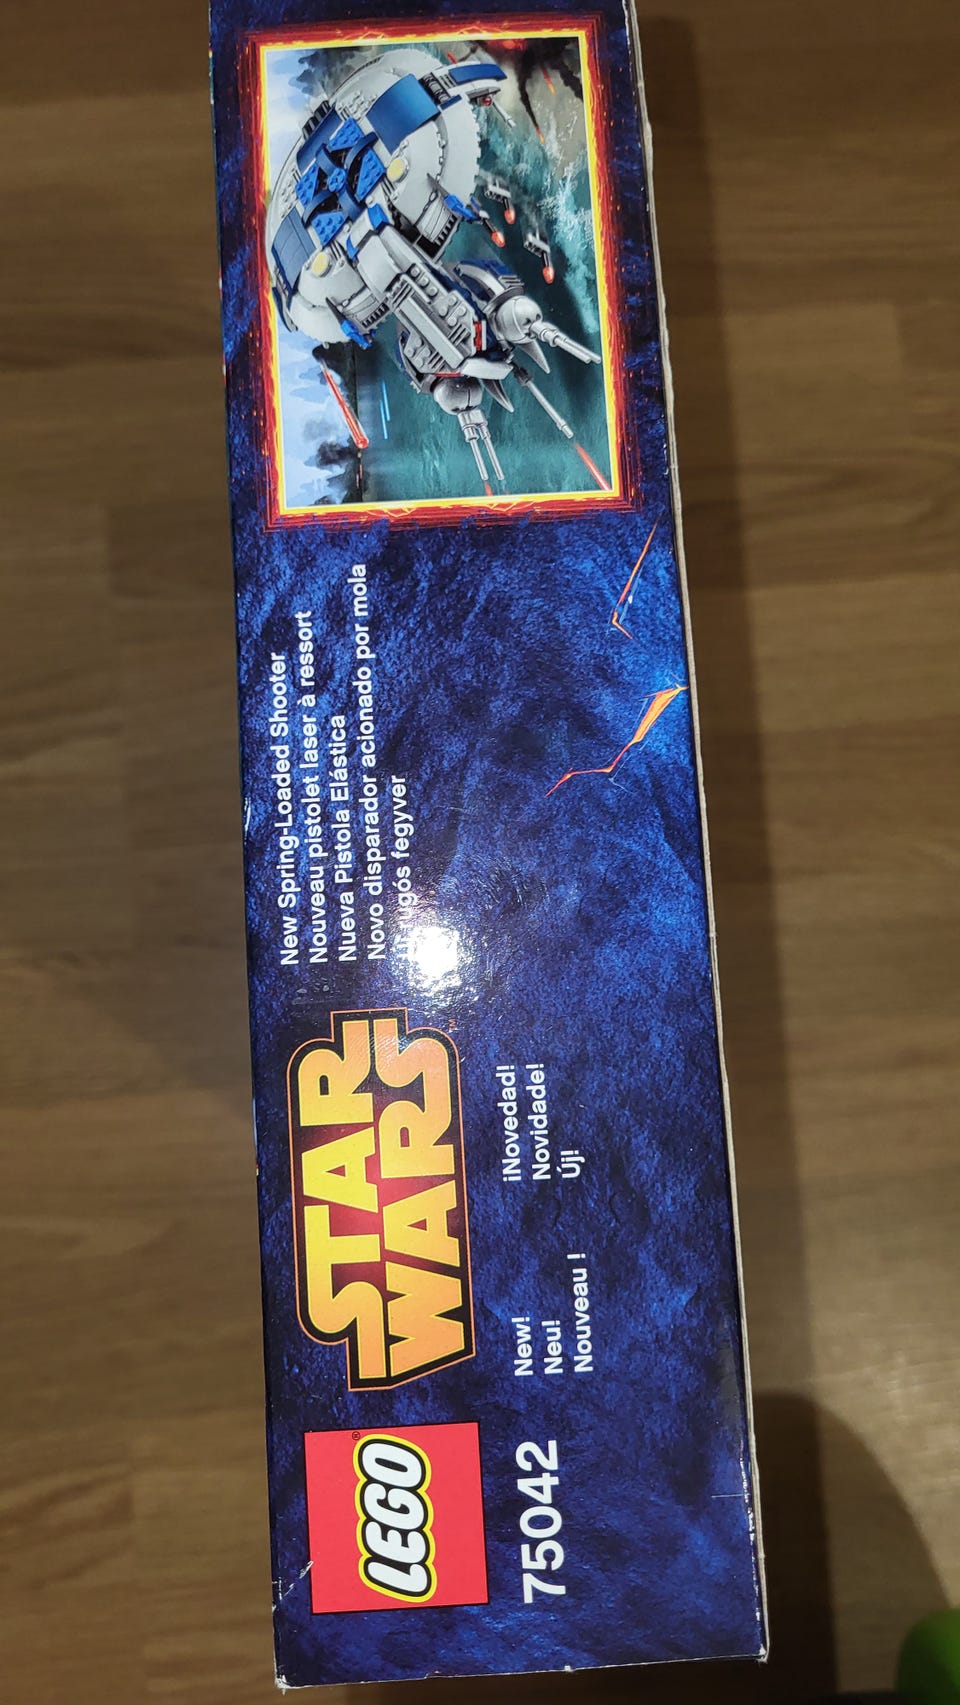 LEGO®
75042
STAR
WARS™
New!
Neu!
Nouveau !
¡Novedad!
Novidade!
Új!
New Spring-Loaded Shooter
Nouveau pistolet laser à ressort
Nueva Pistola Elástica
Novo disparador acionado por mola
fegyver